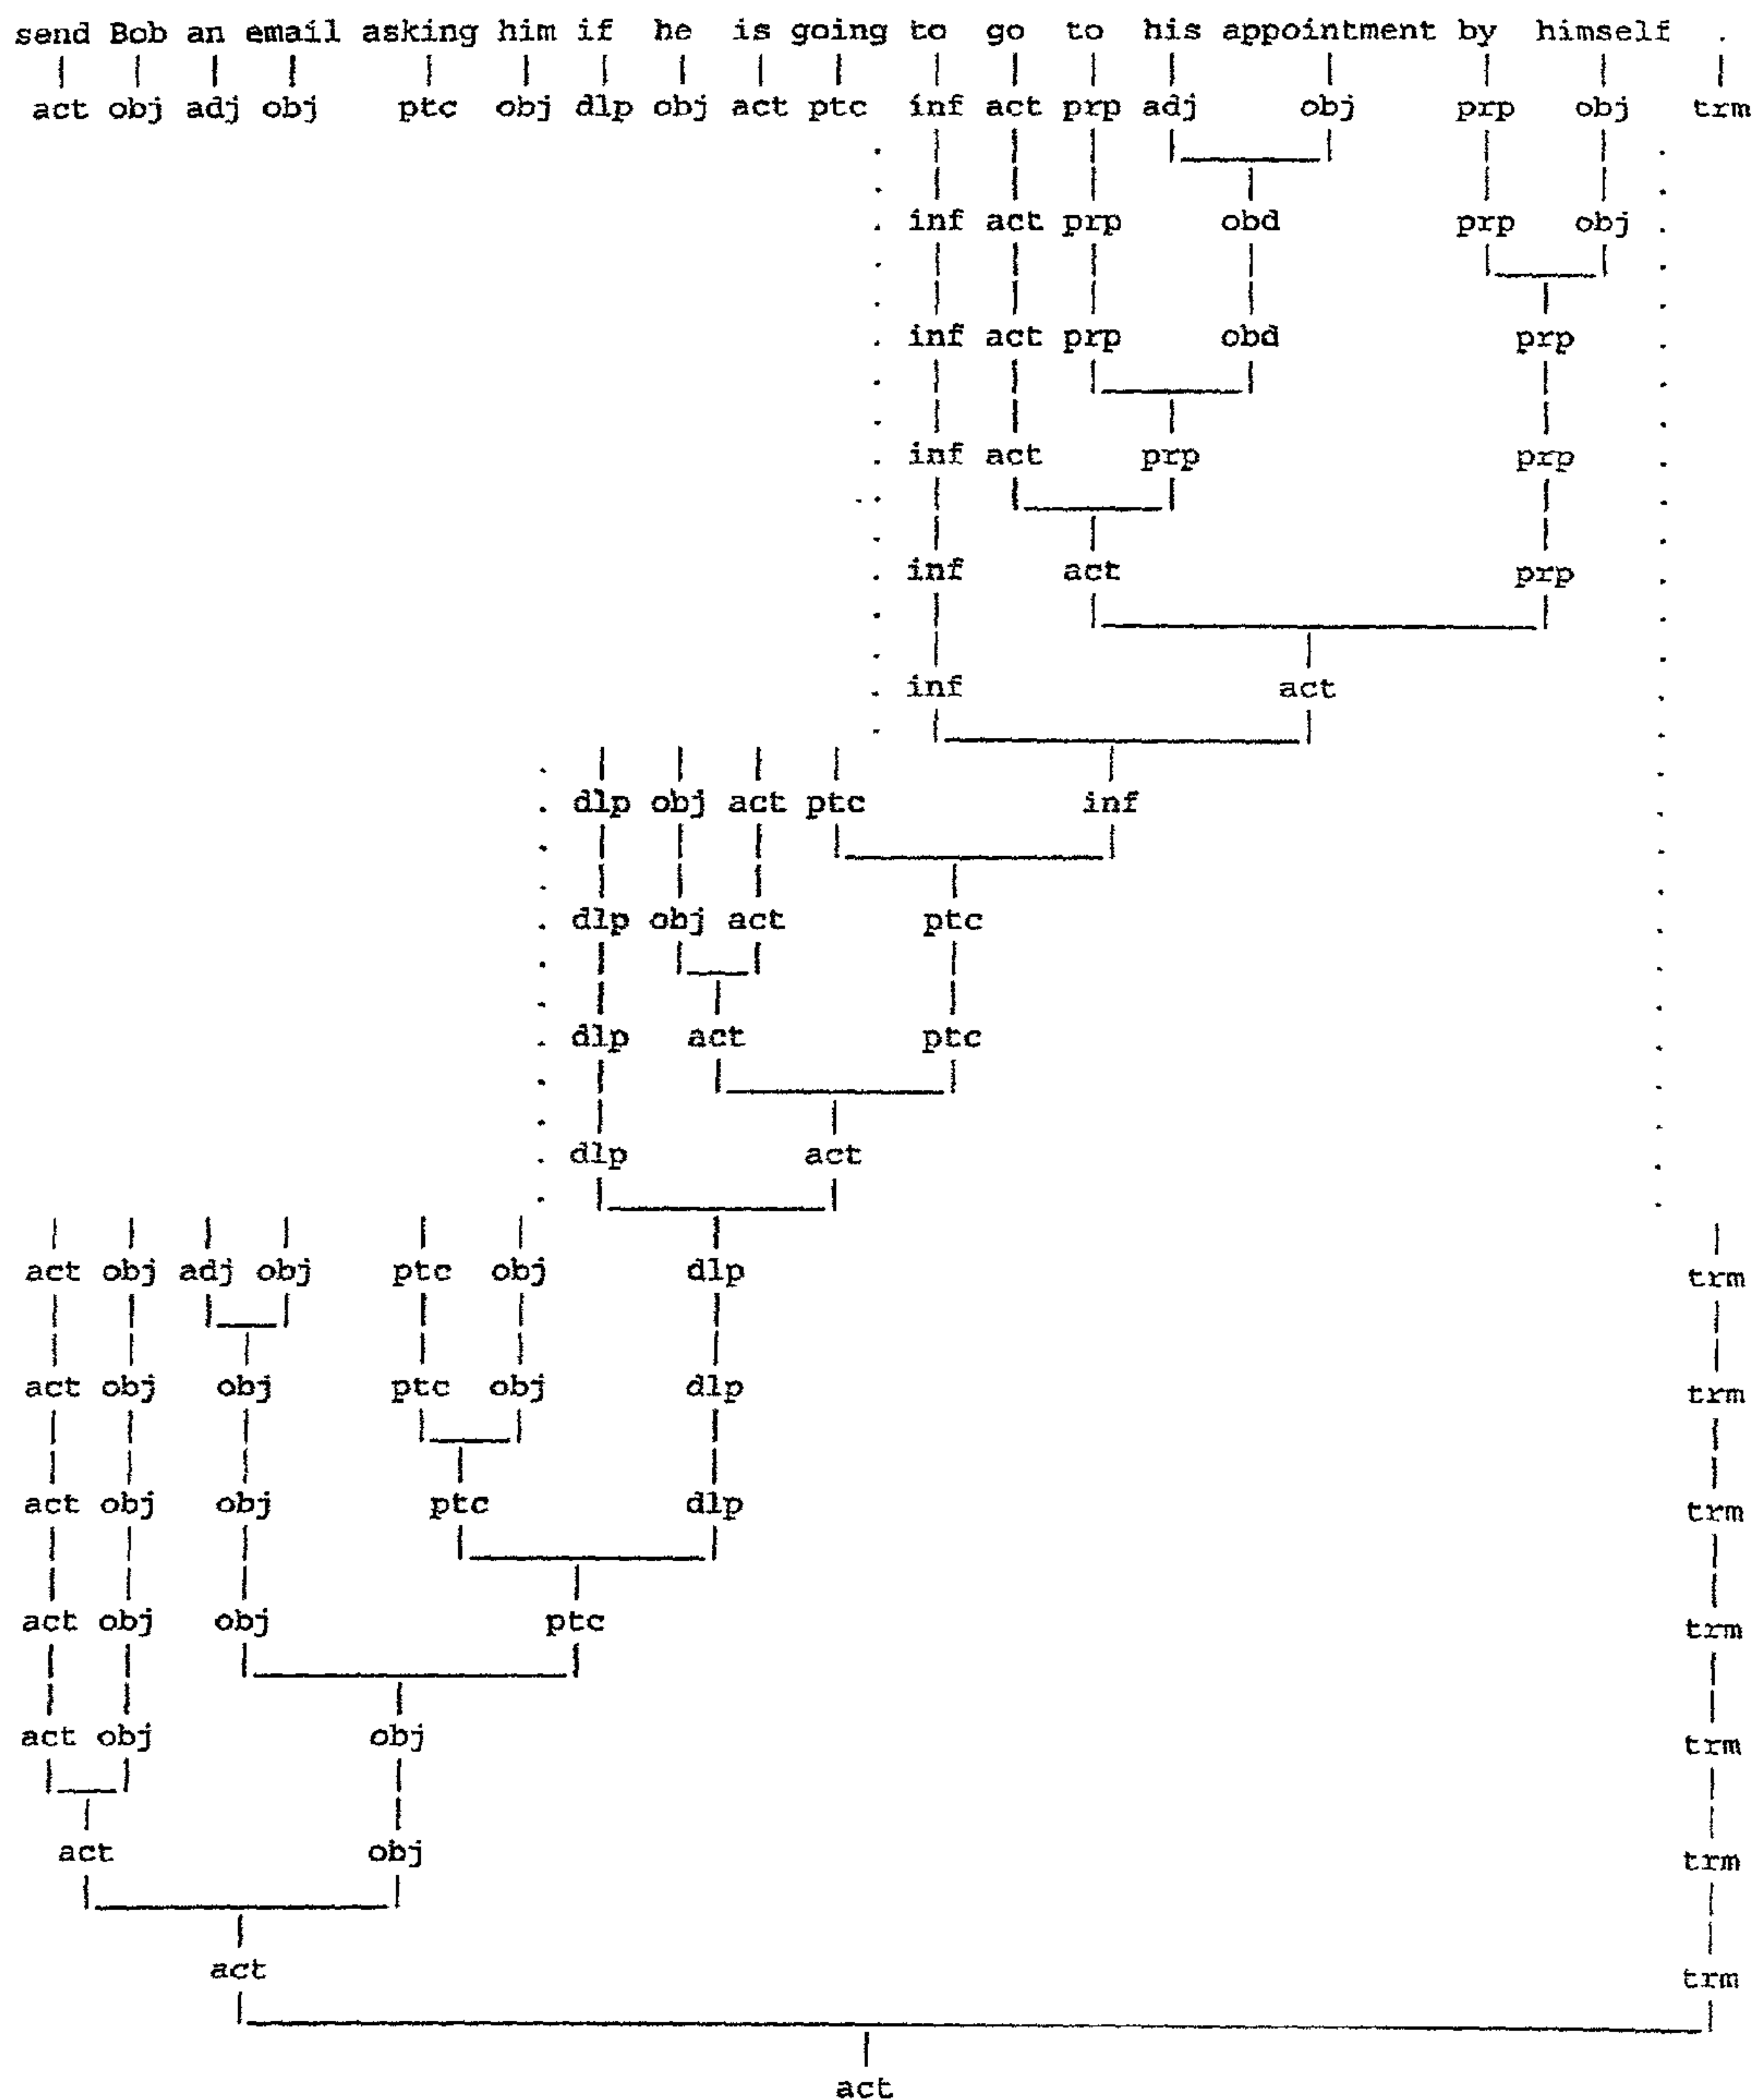 send Bob an email asking him if he is going to go to his appointment by himself .
act obj adj obj ptc obj dlp obj act ptc inf act prp adj obj prp obj trm
inf act prp obd prp obj
inf act prp obd prp
inf act prp prp
inf act prp
inf act
dlp obj act ptc inf
dlp obj act ptc
dlp act ptc
dlp act
act obj adj obj ptc obj dlp trm
act obj obj ptc obj dlp trm
act obj obj ptc dlp trm
act obj obj ptc trm
act obj obj trm
act obj trm
act trm
act